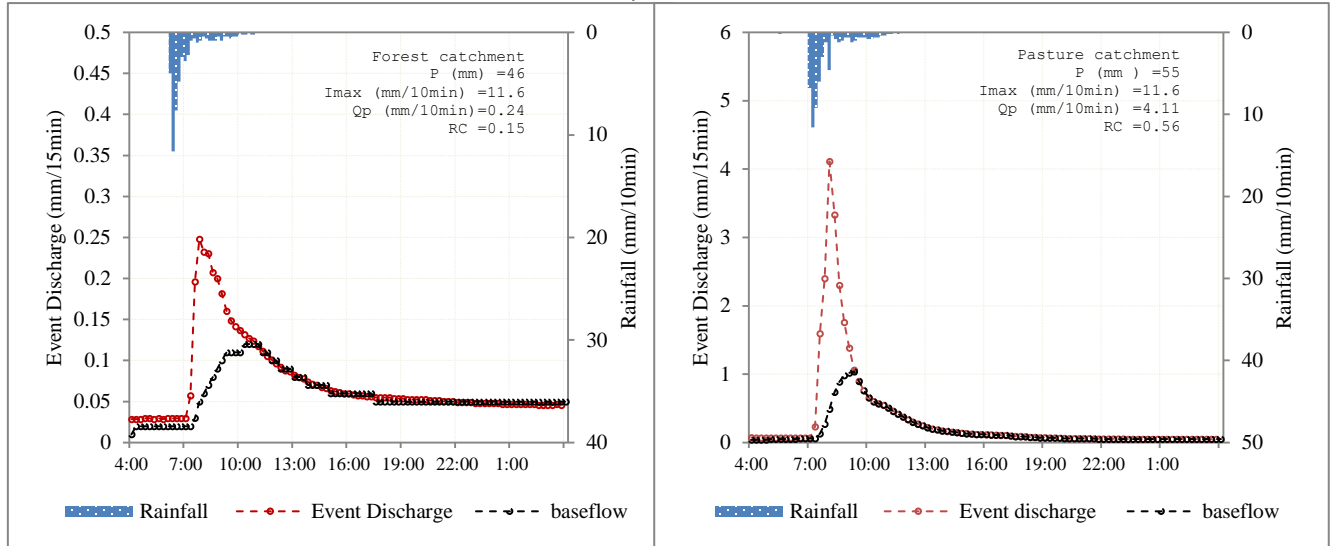 0.5
0.45
0.4
0.35
0.3
0.25
0.2
0.15
0.1
0.05
0
Event Discharge (mm/15min)
4:00 7:00 10:00 13:00 16:00 19:00 22:00 1:00
0
10
20
30
40
Rainfall (mm/10min)
Forest catchment
P (mm) =46
Imax (mm/10min) =11.6
Qp (mm/10min)=0.24
RC =0.15
Rainfall Event Discharge baseflow
6
5
4
3
2
1
0
Event Discharge (mm/15min)
4:00 7:00 10:00 13:00 16:00 19:00 22:00 1:00
0
10
20
30
40
50
Rainfall (mm/10min)
Pasture catchment
P (mm ) =55
Imax (mm/10min) =11.6
Qp (mm/10min) =4.11
RC =0.56
Rainfall Event discharge baseflow